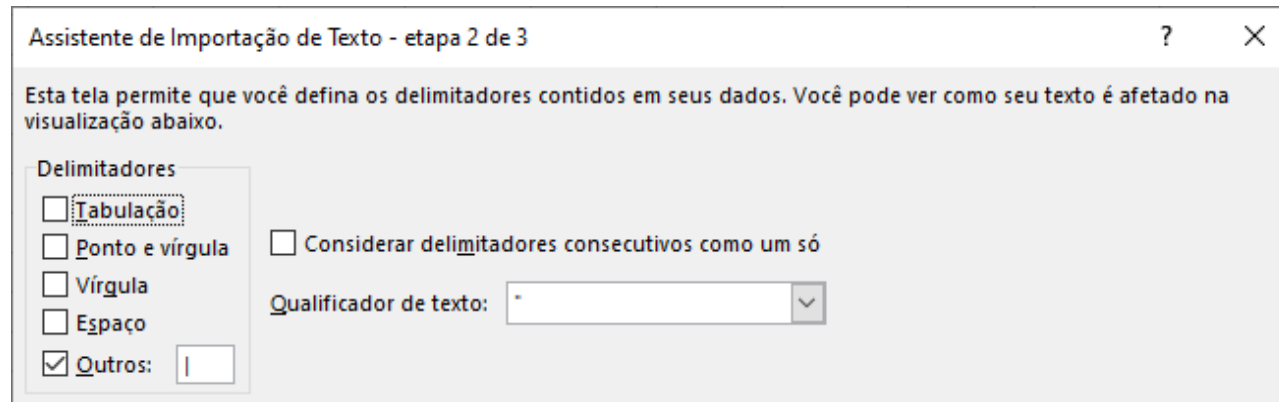 Assistente de Importação de Texto - etapa 2 de 3
?
Esta tela permite que você defina os delimitadores contidos em seus dados. Você pode ver como seu texto é afetado na
visualização abaixo.
Delimitadores
Tabulação
Ponto e vírgula
Considerar delimitadores consecutivos como um só
Vírgula
Qualificador de texto: "
Espaço
Outros: |